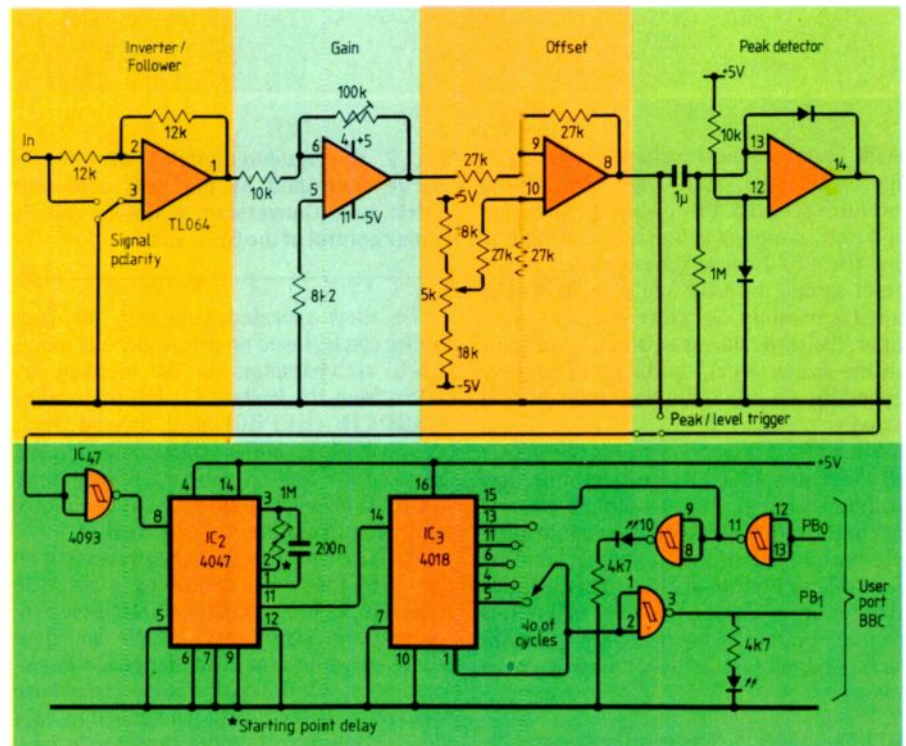 Inverter/
Follower
Gain
Offset
Peak detector
In
12k
12k
2
3
1
TL064
Signal
polarity
10k
100k
6
5
4
+5
11
-5V
8k2
27k
+5V
18k
5k
18k
-5V
27k
27k
27k
9
10
8
1μ
+5V
10k
13
12
14
1M
Peak/level trigger
IC47
4093
+5V
8
4
14
3
1M
2
1
200n
*
11
12
IC2
4047
5
6
7
9
*Starting point delay
16
14
15
13
11
6
4
5
IC3
4018
7
10
1
No.of
cycles
10
9
8
11
12
13
PB0
4k7
1
2
3
PB1
4k7
User
port
BBC